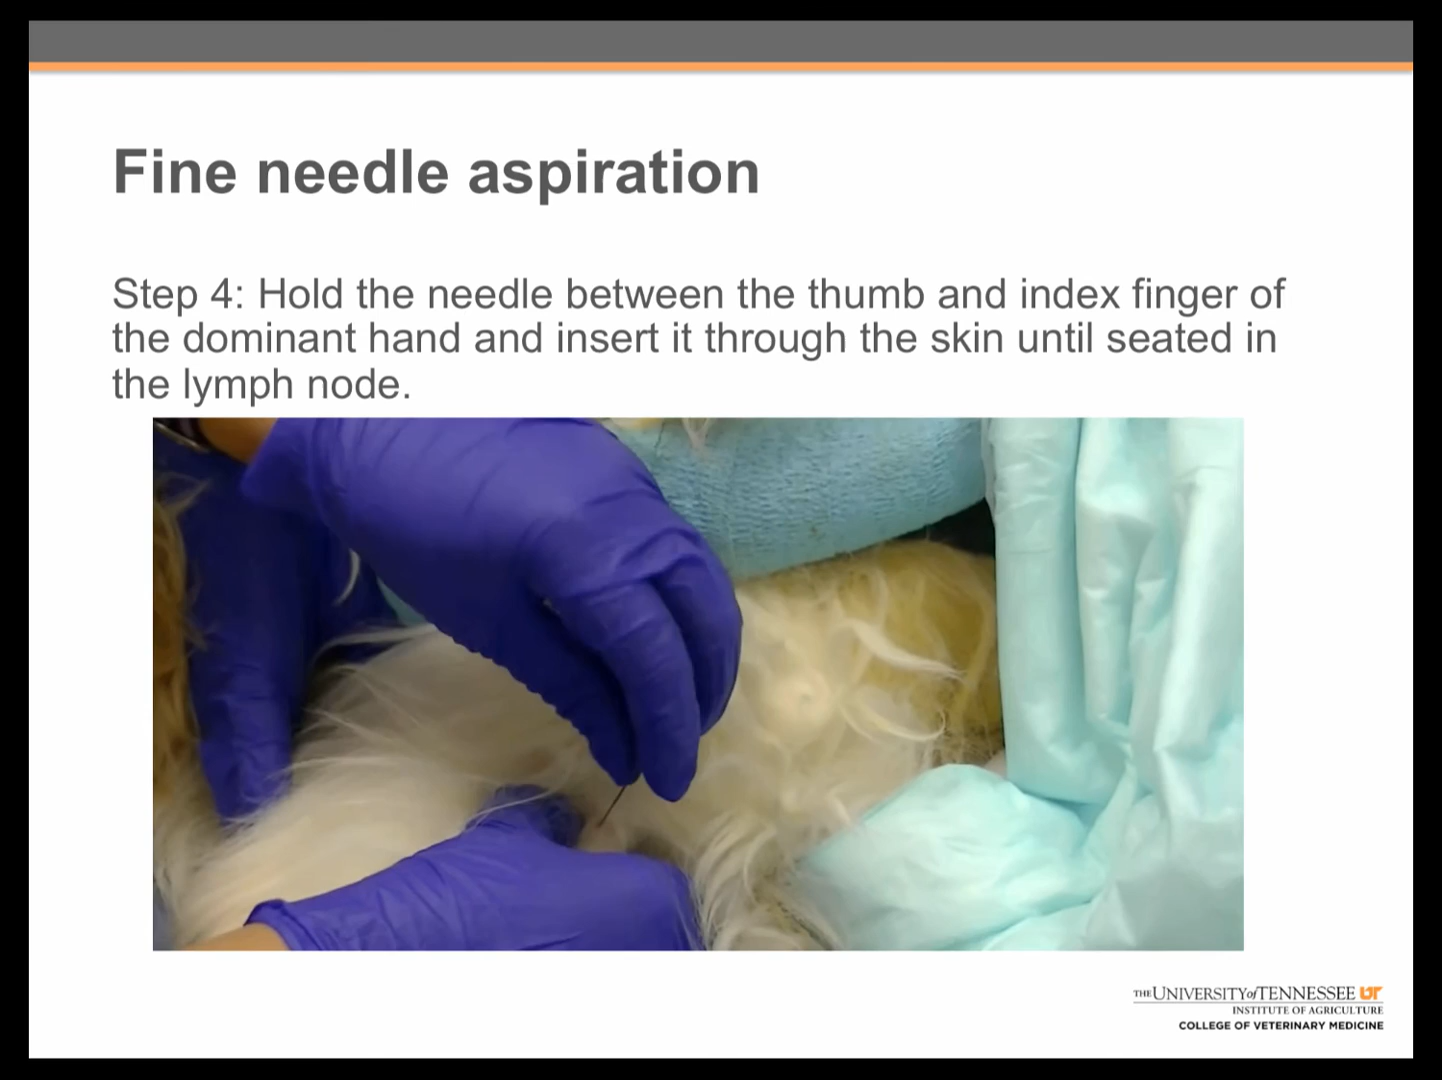 Fine needle aspiration
Step 4: Hold the needle between the thumb and index finger of
the dominant hand and insert it through the skin until seated in
the lymph node.
THE UNIVERSITY of TENNESSEE UT
INSTITUTE OF AGRICULTURE
COLLEGE OF VETERINARY MEDICINE